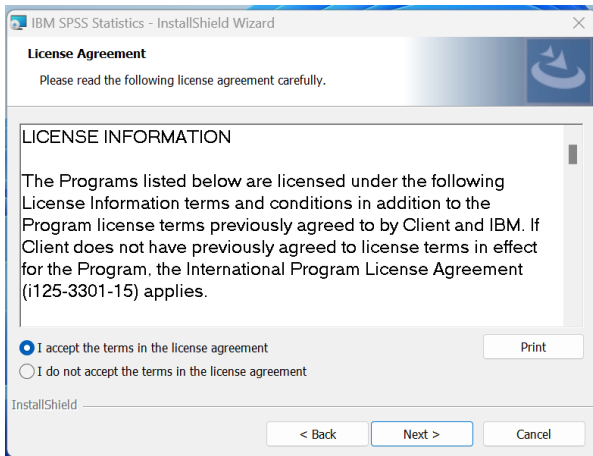 IBM SPSS Statistics - InstallShield Wizard
License Agreement
Please read the following license agreement carefully.
LICENSE INFORMATION
The Programs listed below are licensed under the following
License Information terms and conditions in addition to the
Program license terms previously agreed to by Client and IBM. If
Client does not have previously agreed to license terms in effect
for the Program, the International Program License Agreement
(i125-3301-15) applies.
I accept the terms in the license agreement
Print
I do not accept the terms in the license agreement
InstallShield
< Back
Next >
Cancel